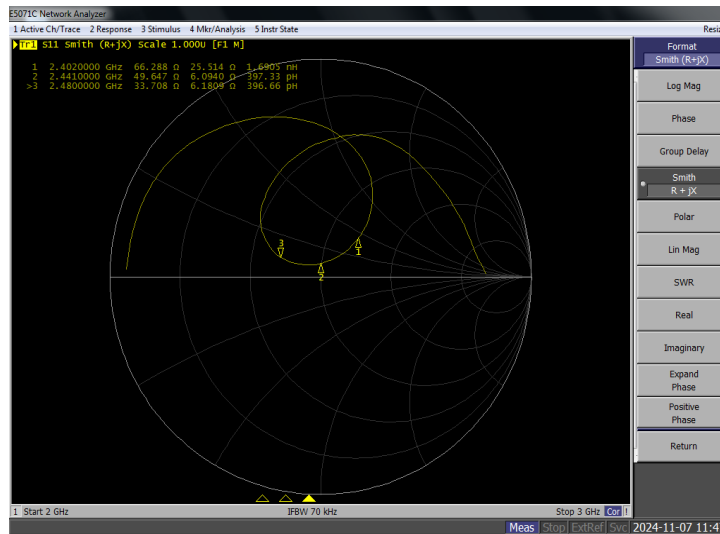 E5071C Network Analyzer
1 Active Ch/Trace 2 Response 3 Stimulus 4 Mkr/Analysis 5 Instr State
Tr1 S11 Smith (R+jX) Scale 1.000U [F1 M]
1 2.4020000 GHz 66.288 Ω 25.514 Ω 1.6905 nH
2 2.4410000 GHz 49.647 Ω 6.0940 Ω 397.33 pH
>3 2.4800000 GHz 33.708 Ω 6.1809 Ω 396.66 pH
3
1
2
Format
Smith (R+jX)
Log Mag
Phase
Group Delay
Smith
R + jX
Polar
Lin Mag
SWR
Real
Imaginary
Expand
Phase
Positive
Phase
Return
1 Start 2 GHz IFBW 70 kHz Stop 3 GHz Cor !
Meas Stop ExtRef Svc 2024-11-07 11:4